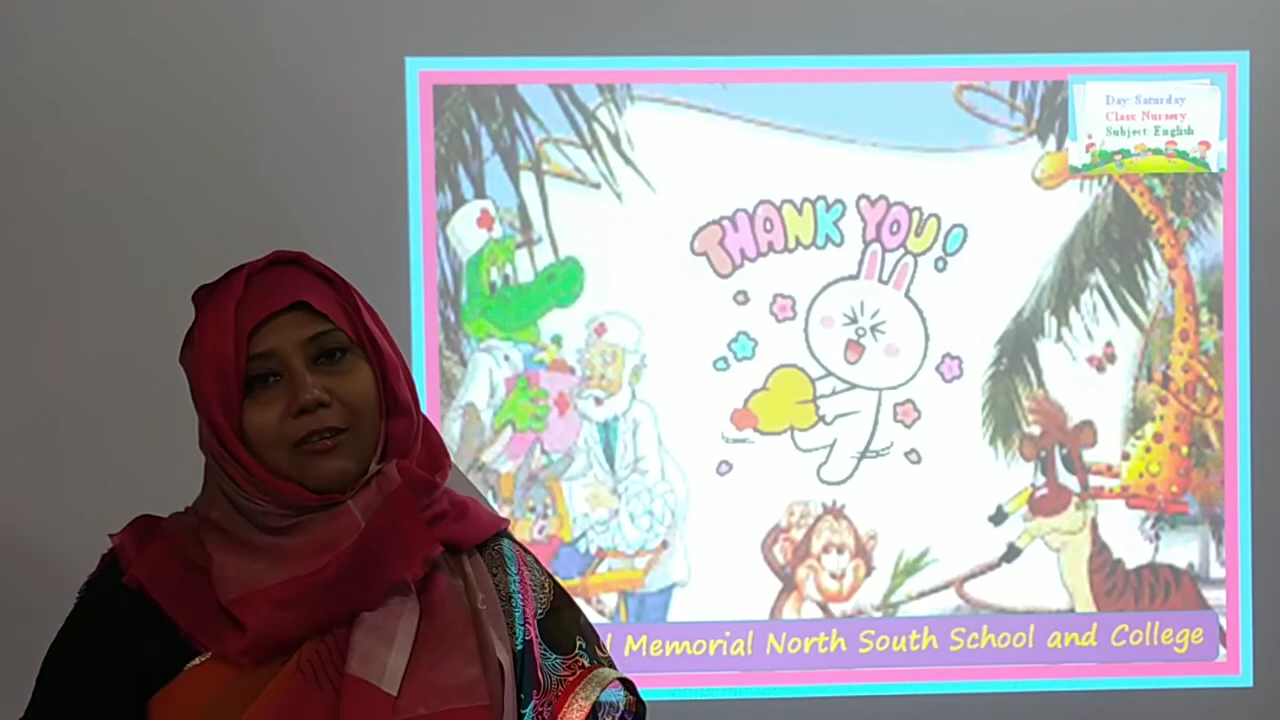 Day: Saturday
Class: Nursery
Subject: English
THANK YOU!
Memorial North South School and College